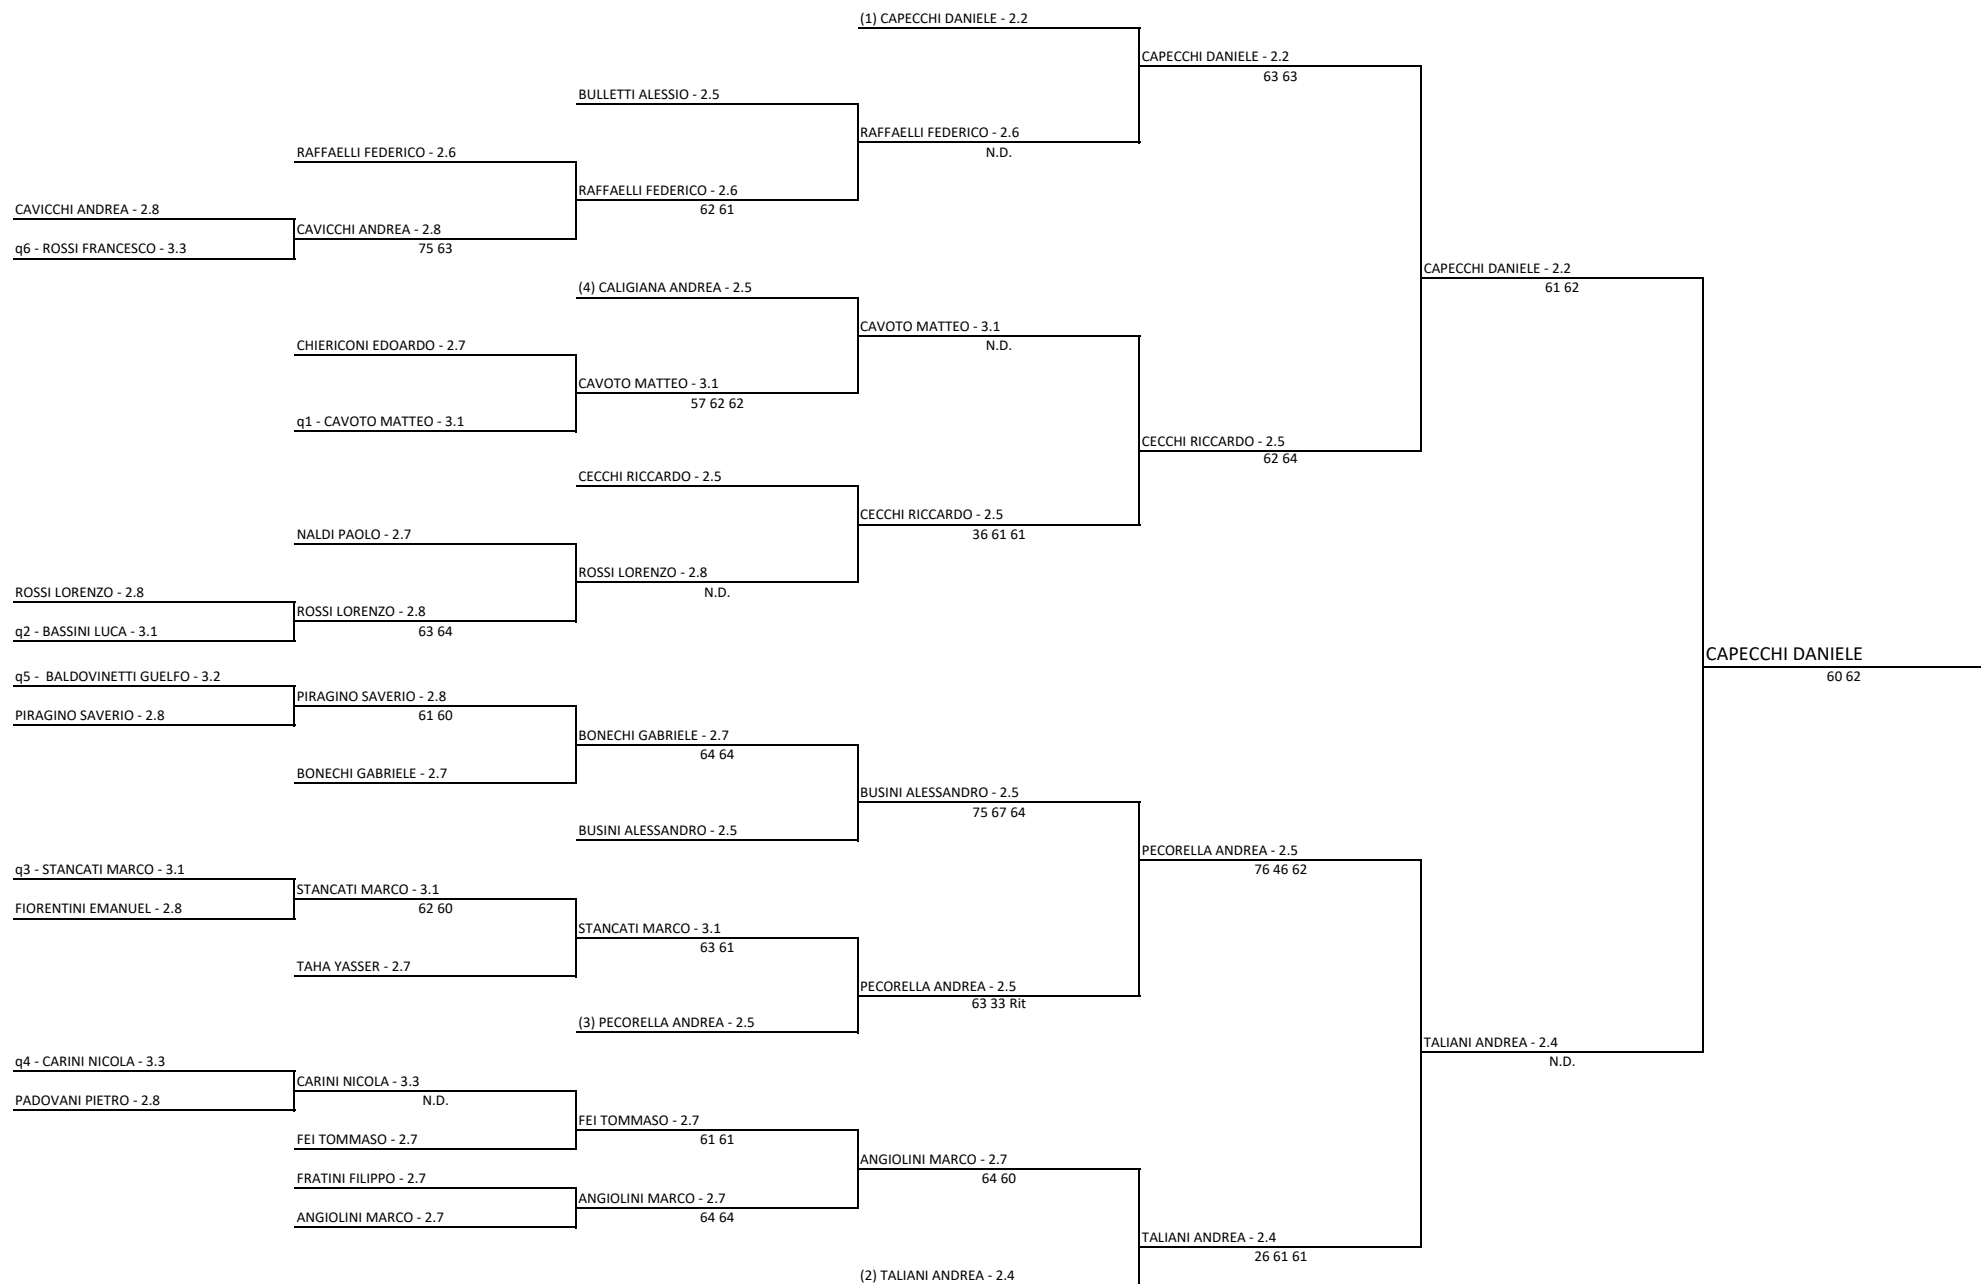 (1) CAPECCHI DANIELE - 2.2
CAPECCHI DANIELE - 2.2
63 63
BULLETTI ALESSIO - 2.5
RAFFAELLI FEDERICO - 2.6
N.D.
RAFFAELLI FEDERICO - 2.6
RAFFAELLI FEDERICO - 2.6
62 61
CAVICCHI ANDREA - 2.8
CAVICCHI ANDREA - 2.8
75 63
q6 - ROSSI FRANCESCO - 3.3
CAPECCHI DANIELE - 2.2
61 62
(4) CALIGIANA ANDREA - 2.5
CAVOTO MATTEO - 3.1
N.D.
CHIERICONI EDOARDO - 2.7
CAVOTO MATTEO - 3.1
57 62 62
q1 - CAVOTO MATTEO - 3.1
CECCHI RICCARDO - 2.5
62 64
CECCHI RICCARDO - 2.5
CECCHI RICCARDO - 2.5
36 61 61
NALDI PAOLO - 2.7
ROSSI LORENZO - 2.8
N.D.
ROSSI LORENZO - 2.8
ROSSI LORENZO - 2.8
63 64
q2 - BASSINI LUCA - 3.1
CAPECCHI DANIELE
60 62
q5 -  BALDOVINETTI GUELFO - 3.2
PIRAGINO SAVERIO - 2.8
61 60
PIRAGINO SAVERIO - 2.8
BONECHI GABRIELE - 2.7
64 64
BONECHI GABRIELE - 2.7
BUSINI ALESSANDRO - 2.5
75 67 64
BUSINI ALESSANDRO - 2.5
PECORELLA ANDREA - 2.5
76 46 62
q3 - STANCATI MARCO - 3.1
STANCATI MARCO - 3.1
62 60
FIORENTINI EMANUEL - 2.8
STANCATI MARCO - 3.1
63 61
TAHA YASSER - 2.7
PECORELLA ANDREA - 2.5
63 33 Rit
(3) PECORELLA ANDREA - 2.5
TALIANI ANDREA - 2.4
N.D.
q4 - CARINI NICOLA - 3.3
CARINI NICOLA - 3.3
N.D.
PADOVANI PIETRO - 2.8
FEI TOMMASO - 2.7
61 61
FEI TOMMASO - 2.7
ANGIOLINI MARCO - 2.7
64 60
FRATINI FILIPPO - 2.7
ANGIOLINI MARCO - 2.7
64 64
ANGIOLINI MARCO - 2.7
TALIANI ANDREA - 2.4
26 61 61
(2) TALIANI ANDREA - 2.4